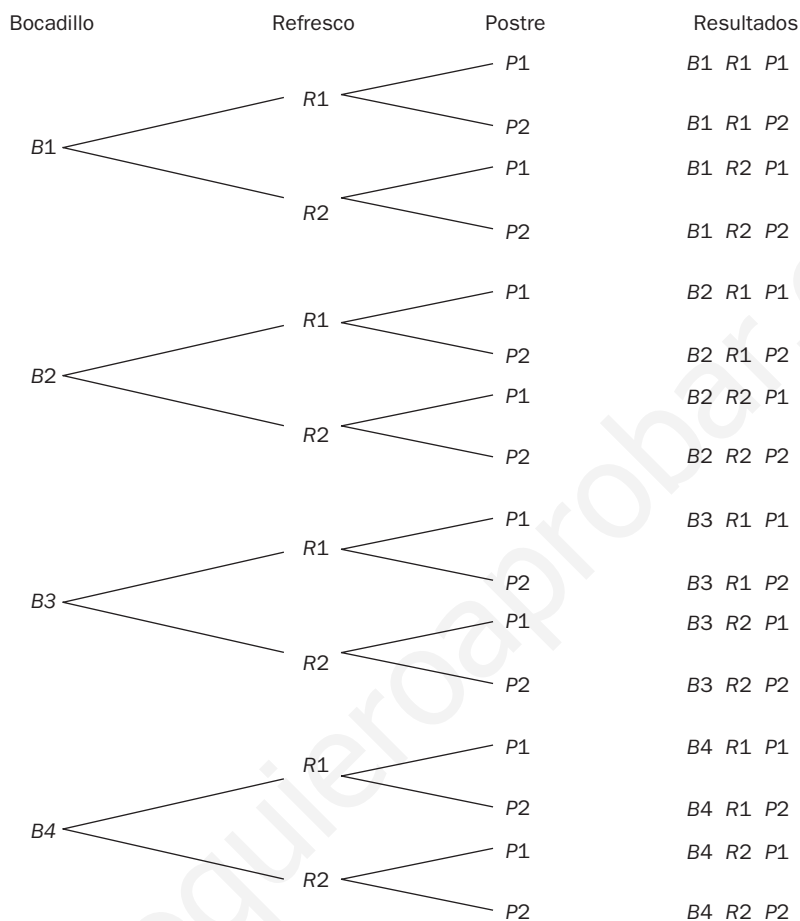 Bocadillo Refresco Postre Resultados
P1 B1 R1 P1
R1
P2 B1 R1 P2
B1
P1 B1 R2 P1
R2
P2 B1 R2 P2
P1 B2 R1 P1
R1
P2 B2 R1 P2
B2
P1 B2 R2 P1
R2
P2 B2 R2 P2
P1 B3 R1 P1
R1
P2 B3 R1 P2
B3
P1 B3 R2 P1
R2
P2 B3 R2 P2
P1 B4 R1 P1
R1
P2 B4 R1 P2
B4
P1 B4 R2 P1
R2
P2 B4 R2 P2